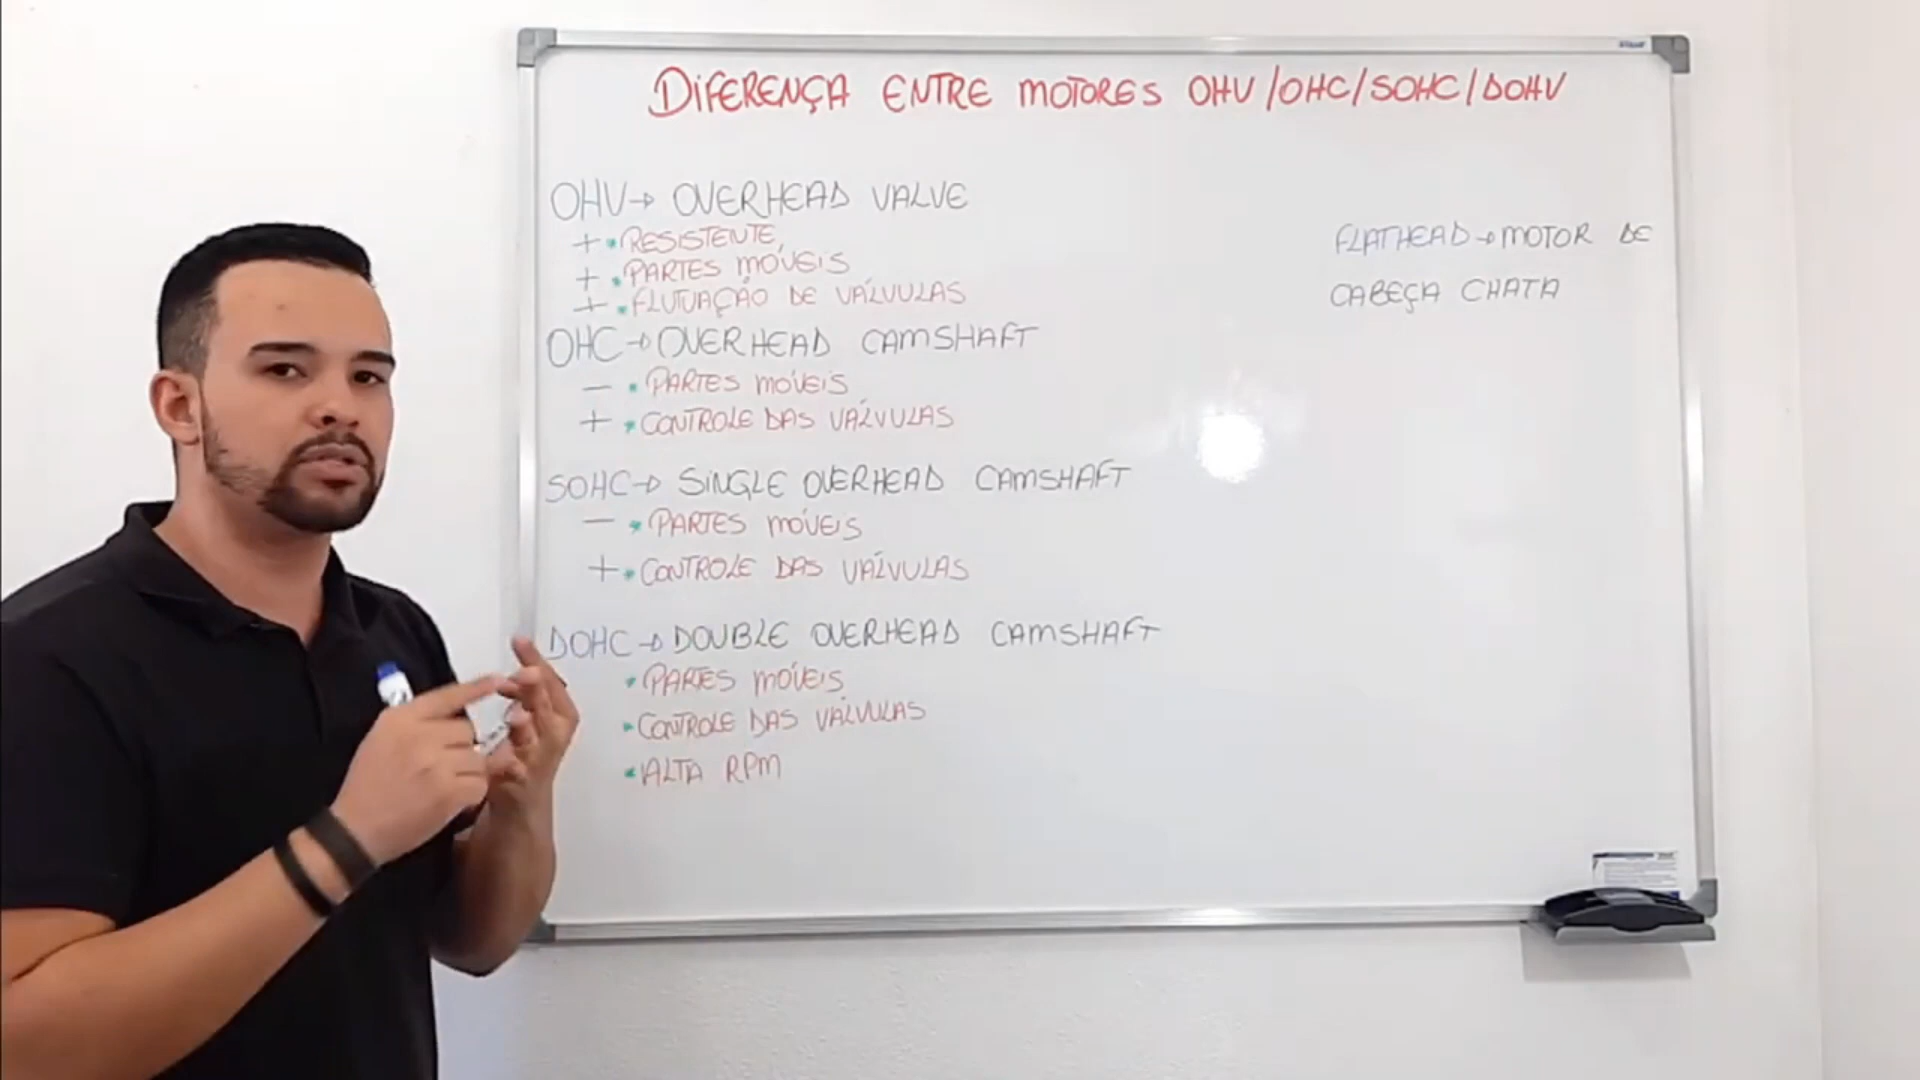 DIFERENÇA ENTRE MOTORES OHV/OHC/SOHC/DOHV
OHV→ OVERHEAD VALVE
+ • RESISTENTE
+ • PARTES MÓVEIS
+ • FLUTUAÇÃO DE VÁLVULAS
OHC→OVERHEAD CAMSHAFT
– • PARTES MÓVEIS
+ • CONTROLE DAS VÁLVULAS
SOHC→ SINGLE OVERHEAD CAMSHAFT
– • PARTES MÓVEIS
+ • CONTROLE DAS VÁLVULAS
DOHC→ DOUBLE OVERHEAD CAMSHAFT
• PARTES MÓVEIS
• CONTROLE DAS VÁLVULAS
• ALTA RPM
FLATHEAD→MOTOR DE
CABEÇA CHATA